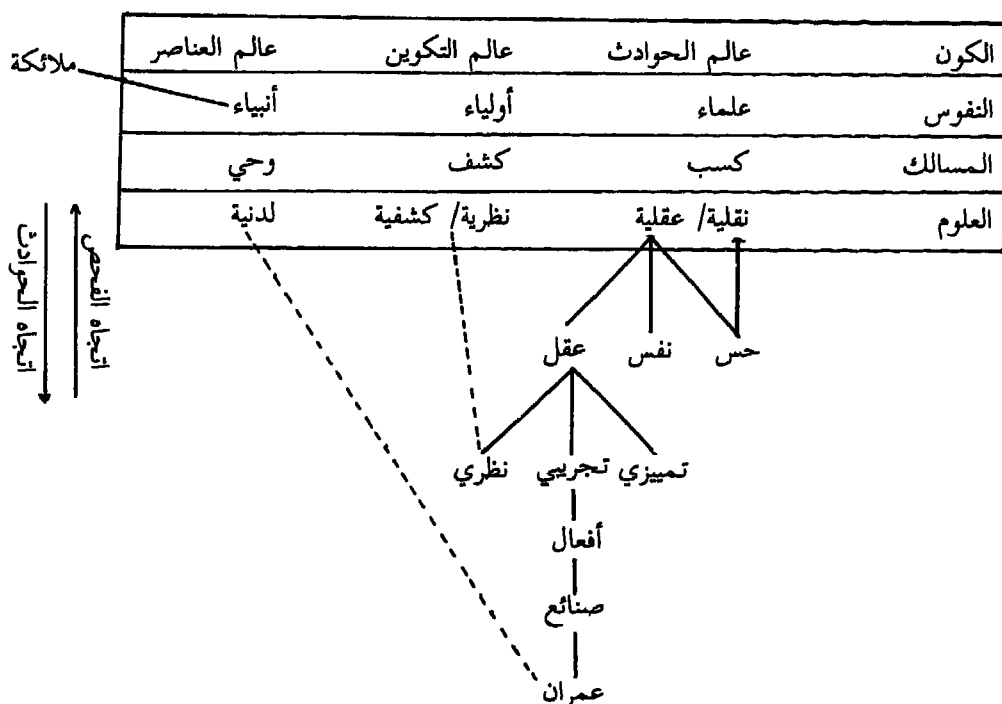 الكون عالم الحوادث عالم التكوين عالم العناصر
ملائكة
النفوس علماء أولياء أنبياء
المسالك كسب كشف وحي
العلوم نقلية/ عقلية نظرية/ كشفية لدنية
اتجاه الفحص
اتجاه الحوادث
حس نفس عقل
تمييزي تجريبي نظري
أفعال
صنائع
عمران